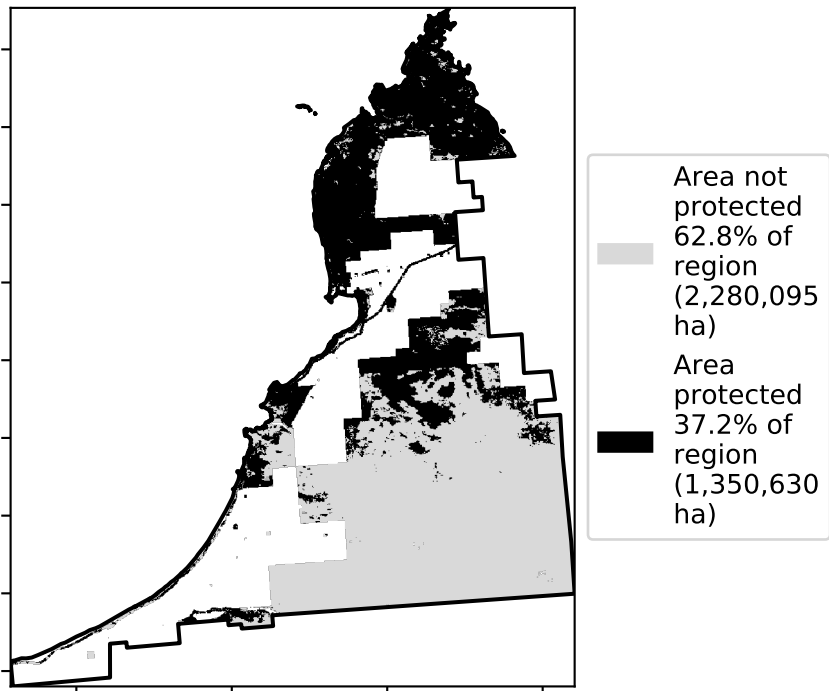 Area not
protected
62.8% of
region
(2,280,095
ha)
Area
protected
37.2% of
region
(1,350,630
ha)